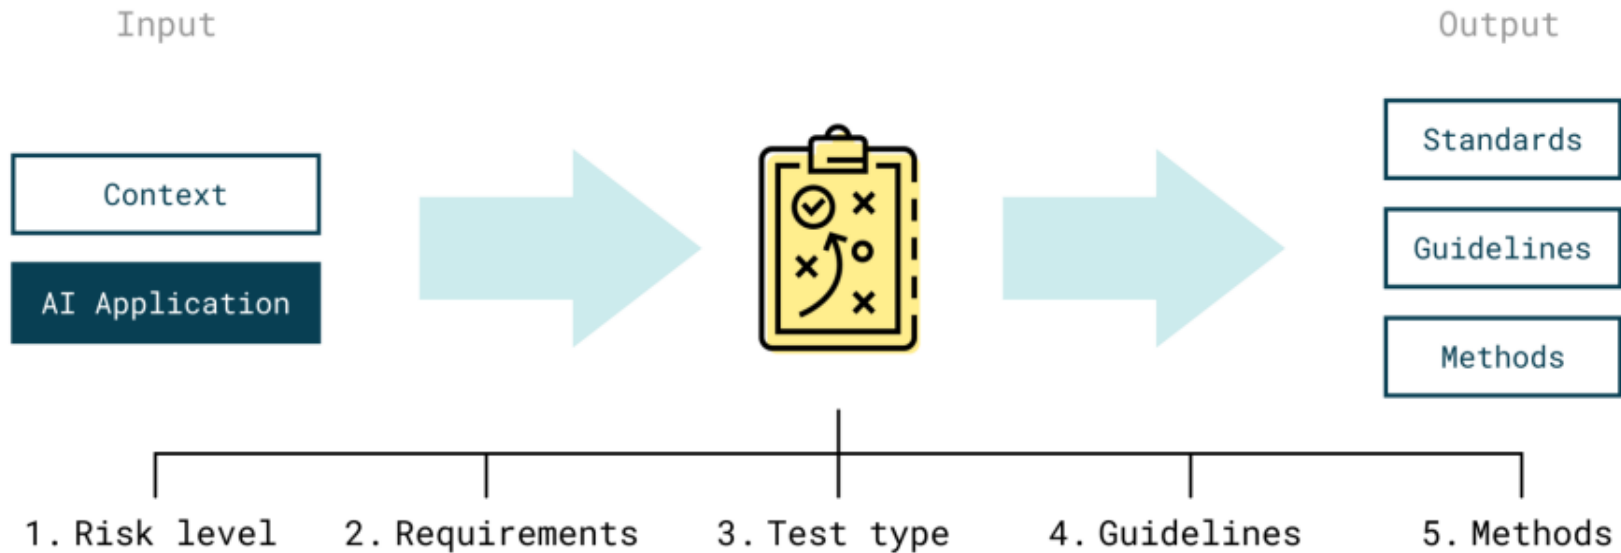 Input
Output
Context
AI Application
Standards
Guidelines
Methods
1. Risk level
2. Requirements
3. Test type
4. Guidelines
5. Methods